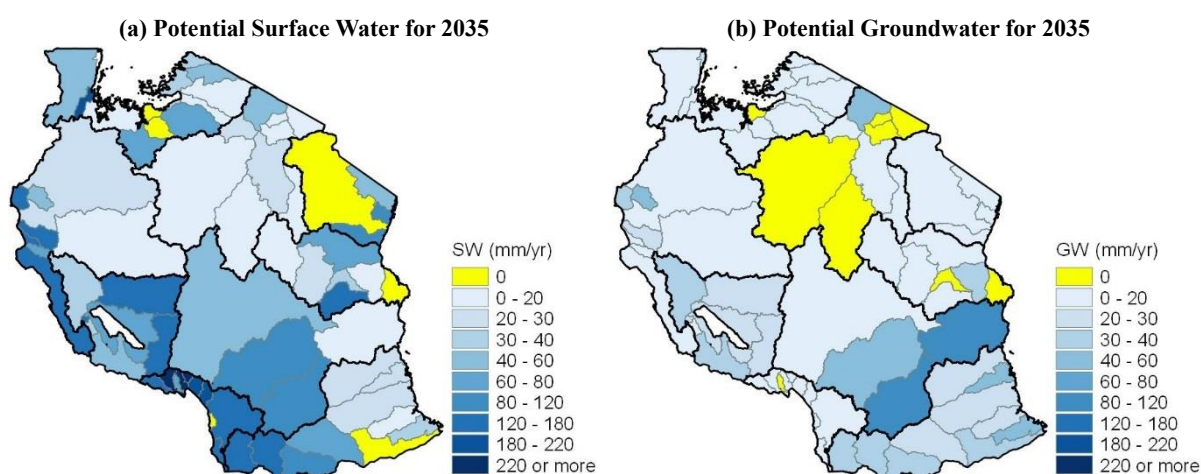 (a) Potential Surface Water for 2035
(b) Potential Groundwater for 2035
SW (mm/yr)
0
0 - 20
20 - 30
30 - 40
40 - 60
60 - 80
80 - 120
120 - 180
180 - 220
220 or more
GW (mm/yr)
0
0 - 20
20 - 30
30 - 40
40 - 60
60 - 80
80 - 120
120 - 180
180 - 220
220 or more